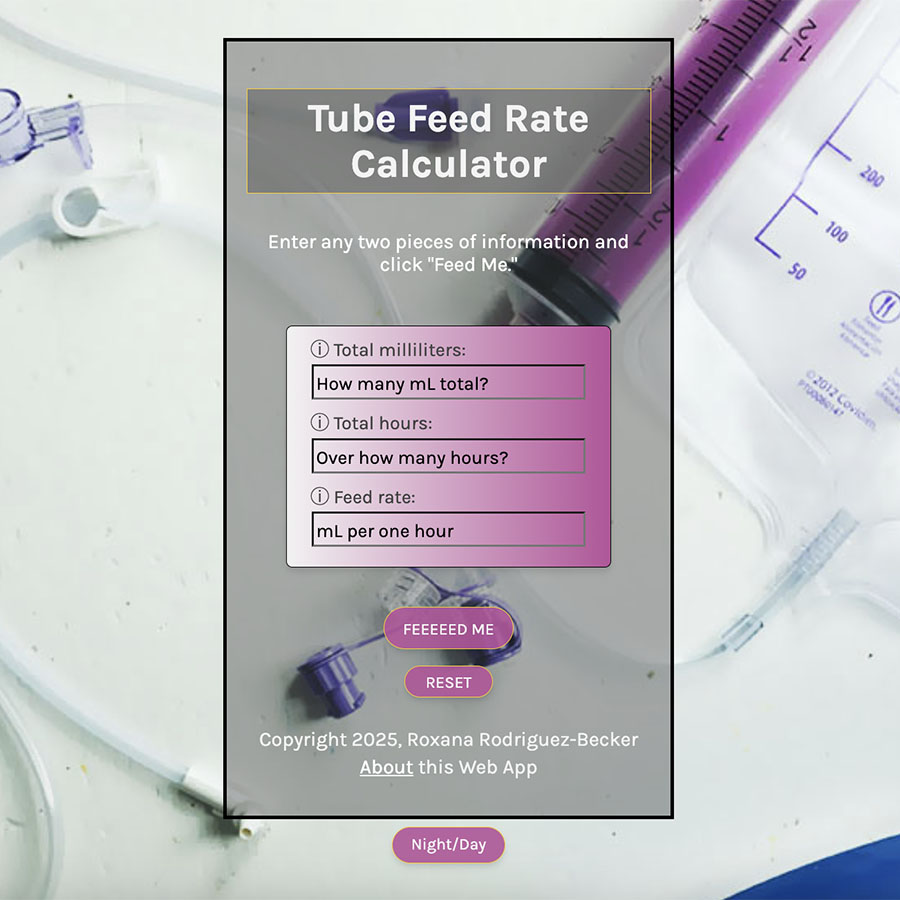 Tube Feed Rate
Calculator
Enter any two pieces of information and
click "Feed Me."
ⓘ Total milliliters:
How many mL total?
ⓘ Total hours:
Over how many hours?
ⓘ Feed rate:
mL per one hour
FEEEEED ME
RESET
Copyright 2025, Roxana Rodriguez-Becker
About this Web App
Night/Day
200
100
50
© 2012 Covidien